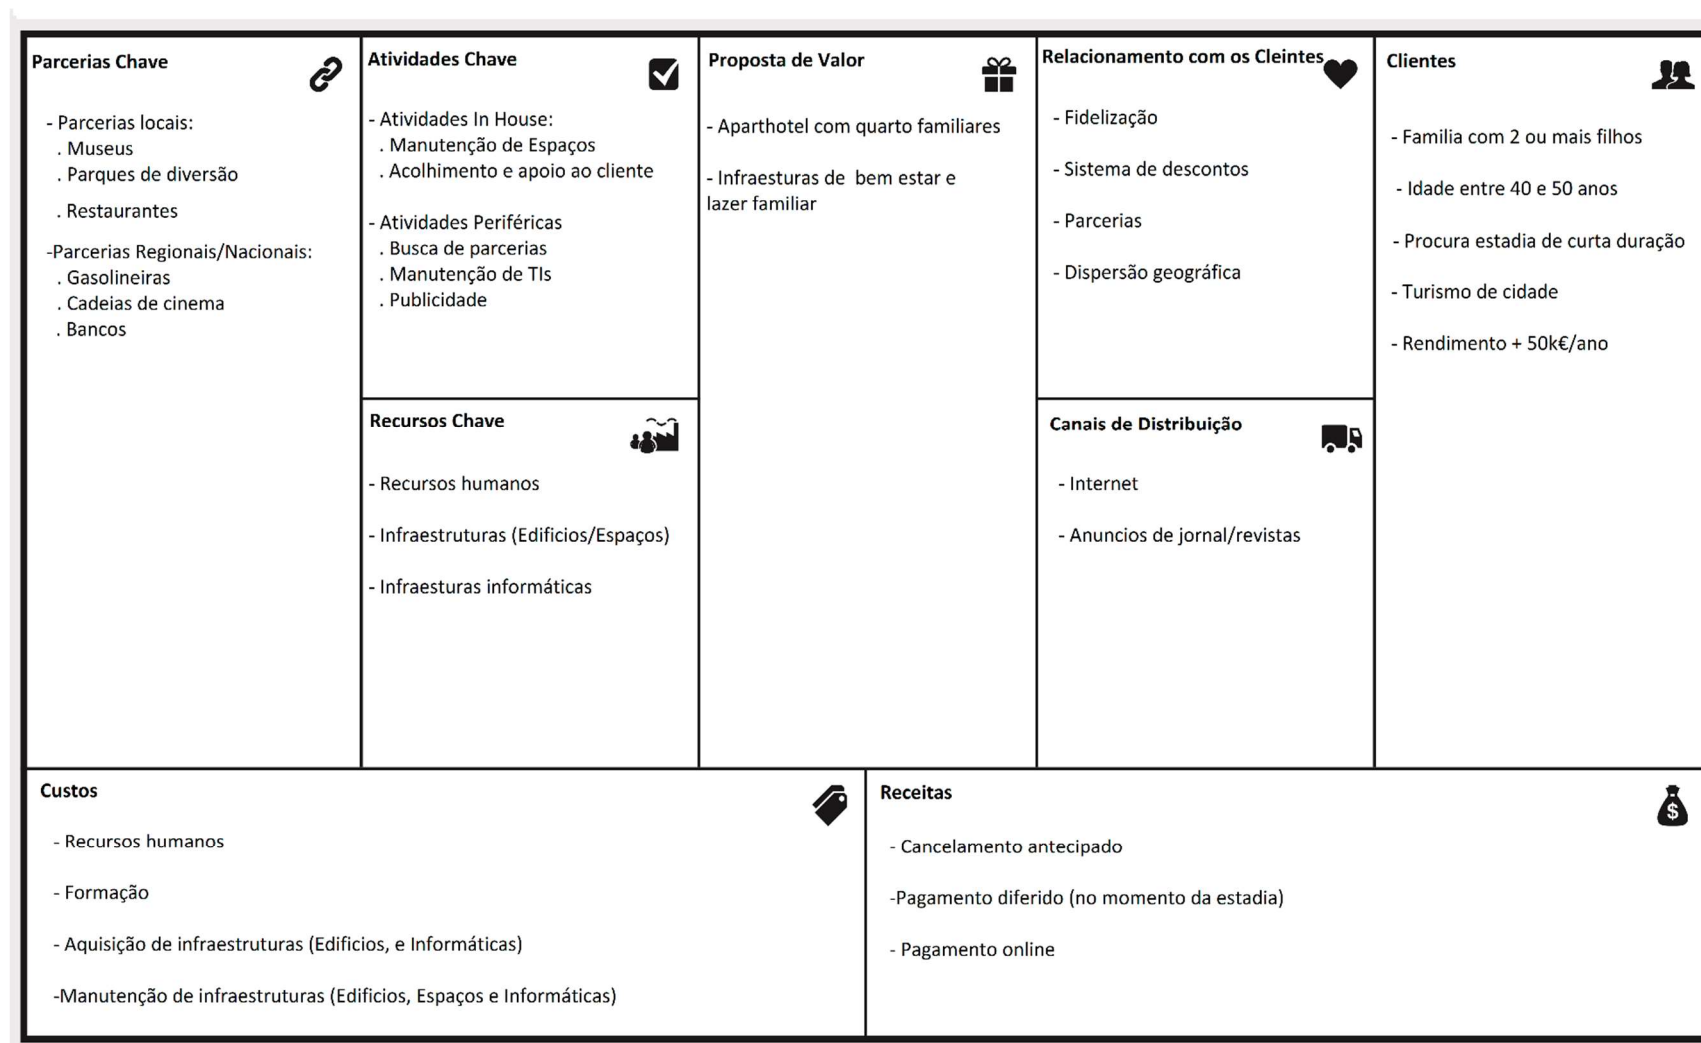 Parcerias Chave
- Parcerias locais:
. Museus
. Parques de diversão
. Restaurantes
-Parcerias Regionais/Nacionais:
. Gasolineiras
. Cadeias de cinema
. Bancos
Atividades Chave
- Atividades In House:
. Manutenção de Espaços
. Acolhimento e apoio ao cliente
- Atividades Periféricas
. Busca de parcerias
. Manutenção de TIs
. Publicidade
Recursos Chave
- Recursos humanos
- Infraestruturas (Edificios/Espaços)
- Infraesturas informáticas
Proposta de Valor
- Aparthotel com quarto familiares
- Infraesturas de bem estar e
lazer familiar
Relacionamento com os Cleintes
- Fidelização
- Sistema de descontos
- Parcerias
- Dispersão geográfica
Canais de Distribuição
- Internet
- Anuncios de jornal/revistas
Clientes
- Familia com 2 ou mais filhos
- Idade entre 40 e 50 anos
- Procura estadia de curta duração
- Turismo de cidade
- Rendimento + 50k€/ano
Custos
- Recursos humanos
- Formação
- Aquisição de infraestruturas (Edificios, e Informáticas)
-Manutenção de infraestruturas (Edificios, Espaços e Informáticas)
Receitas
$
- Cancelamento antecipado
-Pagamento diferido (no momento da estadia)
- Pagamento online